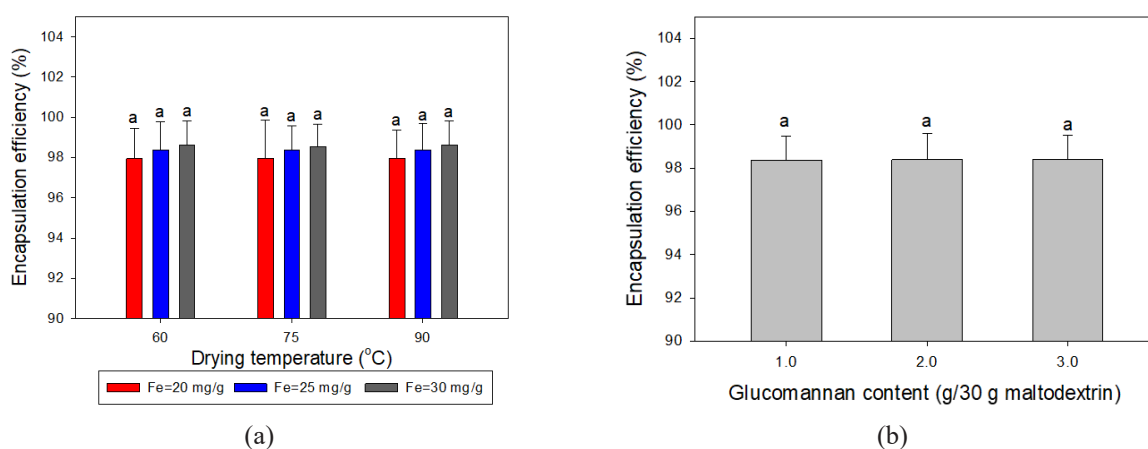 104
102
100
98
96
94
92
90
Encapsulation efficiency (%)
a a a a a a a a a
60 75 90
Drying temperature (°C)
Fe=20 mg/g Fe=25 mg/g Fe=30 mg/g
(a)
104
102
100
98
96
94
92
90
Encapsulation efficiency (%)
a a a
1.0 2.0 3.0
Glucomannan content (g/30 g maltodextrin)
(b)